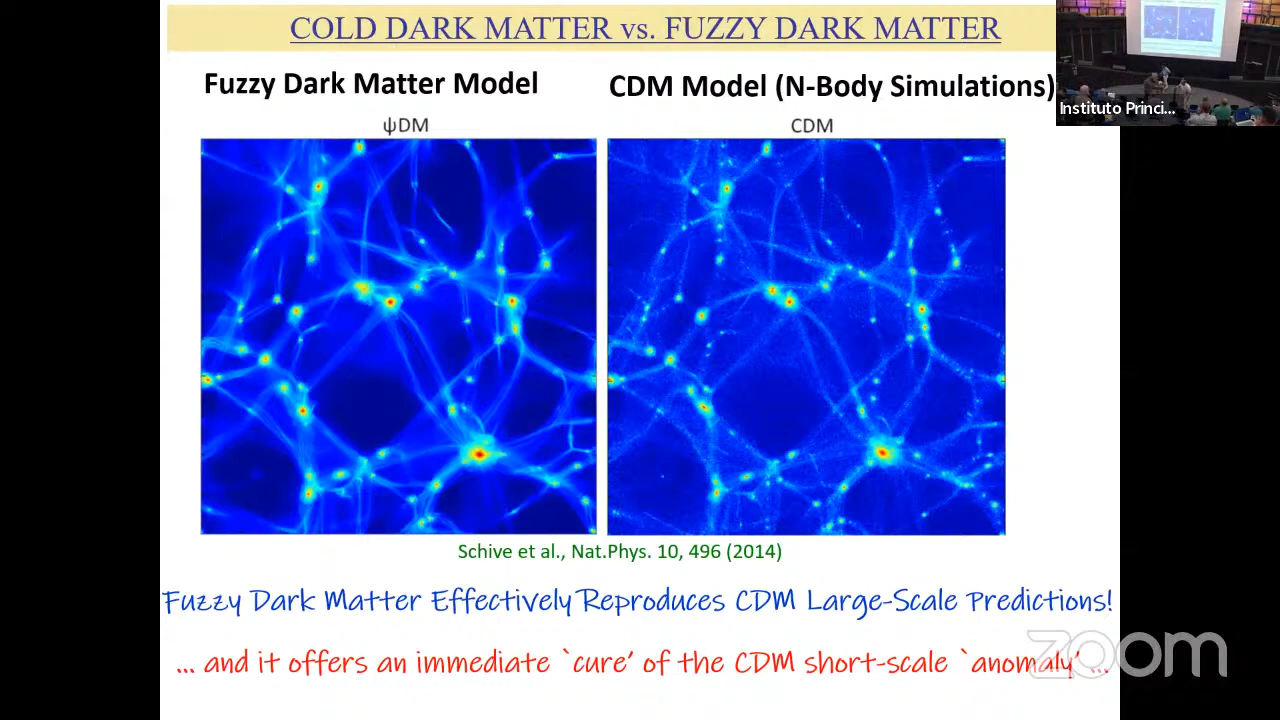 COLD DARK MATTER vs. FUZZY DARK MATTER
Fuzzy Dark Matter Model
CDM Model (N-Body Simulations)
ψDM
CDM
Instituto Princi...
Schive et al., Nat.Phys. 10, 496 (2014)
Fuzzy Dark Matter Effectively Reproduces CDM Large-Scale Predictions!
... and it offers an immediate `cure' of the CDM short-scale `anomaly' ...
zoom